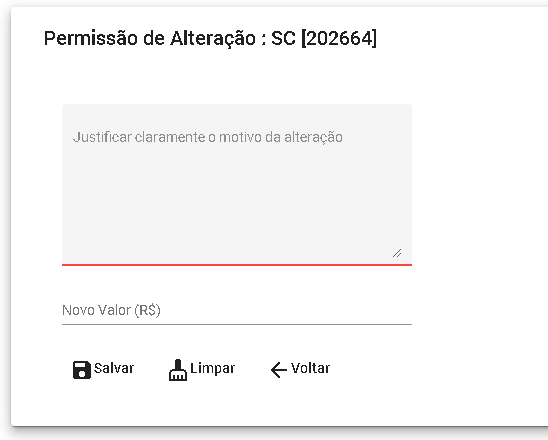 Permissão de Alteração : SC [202664]
Justificar claramente o motivo da alteração
Novo Valor (R$)
Salvar Limpar Voltar